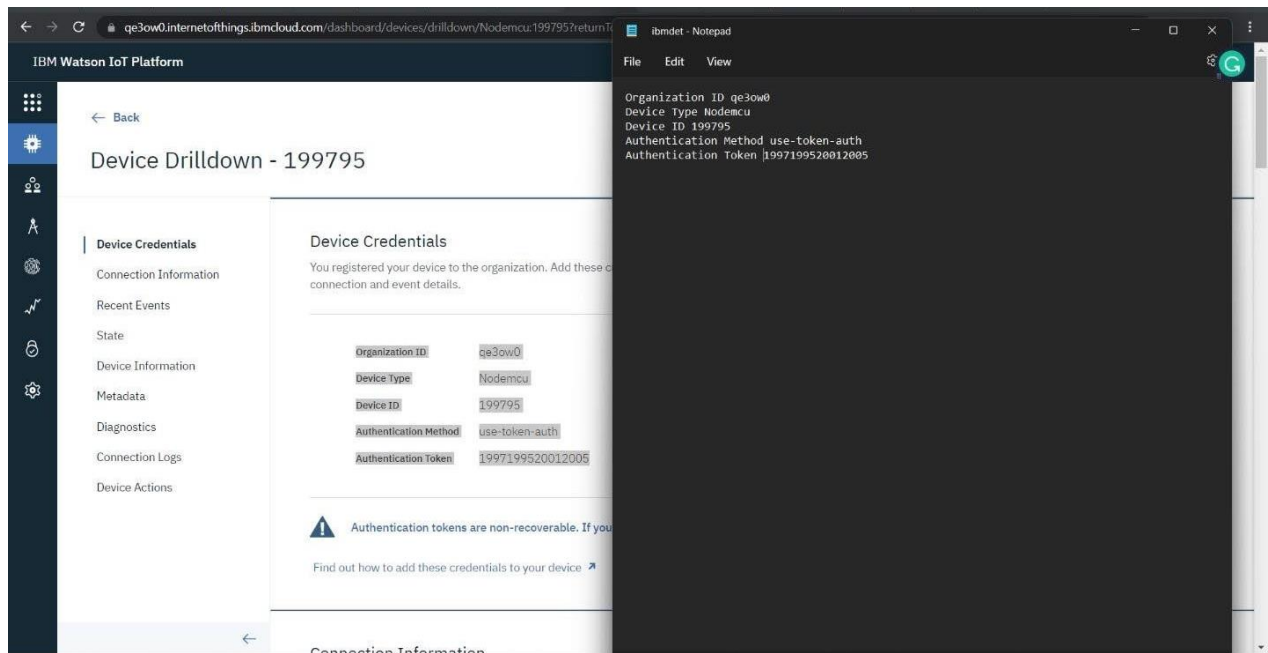 qe3ow0.internetofthings.ibmcloud.com/dashboard/devices/drilldown/Nodemcu:199795?returnT
IBM Watson IoT Platform
Back
Device Drilldown - 199795
Device Credentials
Connection Information
Recent Events
State
Device Information
Metadata
Diagnostics
Connection Logs
Device Actions
Device Credentials
You registered your device to the organization. Add these c
connection and event details.
Organization ID qe3ow0
Device Type Nodemcu
Device ID 199795
Authentication Method use-token-auth
Authentication Token 1997199520012005
Authentication tokens are non-recoverable. If you
Find out how to add these credentials to your device
Connection Information
ibmdet - Notepad
File Edit View
Organization ID qe3ow0
Device Type Nodemcu
Device ID 199795
Authentication Method use-token-auth
Authentication Token 1997199520012005